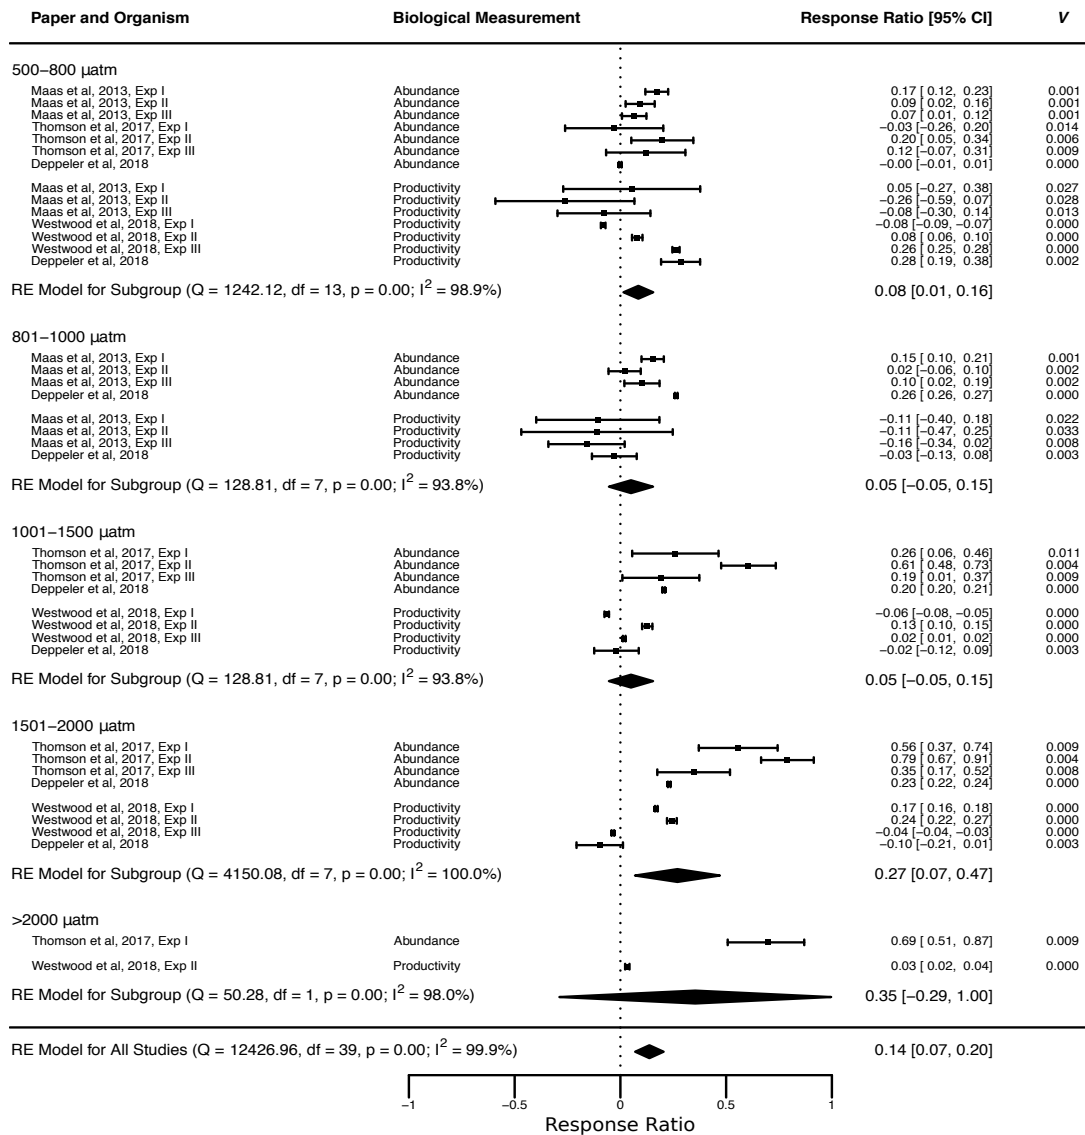 Paper and Organism Biological Measurement Response Ratio [95% CI] V
500−800 µatm
Maas et al, 2013, Exp I Abundance 0.17 [ 0.12, 0.23] 0.001
Maas et al, 2013, Exp II Abundance 0.09 [ 0.02, 0.16] 0.001
Maas et al, 2013, Exp III Abundance 0.07 [ 0.01, 0.12] 0.001
Thomson et al, 2017, Exp I Abundance −0.03 [−0.26, 0.20] 0.014
Thomson et al, 2017, Exp II Abundance 0.20 [ 0.05, 0.34] 0.006
Thomson et al, 2017, Exp III Abundance 0.12 [−0.07, 0.31] 0.009
Deppeler et al, 2018 Abundance −0.00 [−0.01, 0.01] 0.000
Maas et al, 2013, Exp I Productivity 0.05 [−0.27, 0.38] 0.027
Maas et al, 2013, Exp II Productivity −0.26 [−0.59, 0.07] 0.028
Maas et al, 2013, Exp III Productivity −0.08 [−0.30, 0.14] 0.013
Westwood et al, 2018, Exp I Productivity −0.08 [−0.09, −0.07] 0.000
Westwood et al, 2018, Exp II Productivity 0.08 [ 0.06, 0.10] 0.000
Westwood et al, 2018, Exp III Productivity 0.26 [ 0.25, 0.28] 0.000
Deppeler et al, 2018 Productivity 0.28 [ 0.19, 0.38] 0.002
RE Model for Subgroup (Q = 1242.12, df = 13, p = 0.00; I² = 98.9%) 0.08 [0.01, 0.16]
801−1000 µatm
Maas et al, 2013, Exp I Abundance 0.15 [ 0.10, 0.21] 0.001
Maas et al, 2013, Exp II Abundance 0.02 [−0.06, 0.10] 0.002
Maas et al, 2013, Exp III Abundance 0.10 [ 0.02, 0.19] 0.002
Deppeler et al, 2018 Abundance 0.26 [ 0.26, 0.27] 0.000
Maas et al, 2013, Exp I Productivity −0.11 [−0.40, 0.18] 0.022
Maas et al, 2013, Exp II Productivity −0.11 [−0.47, 0.25] 0.033
Maas et al, 2013, Exp III Productivity −0.16 [−0.34, 0.02] 0.008
Deppeler et al, 2018 Productivity −0.03 [−0.13, 0.08] 0.003
RE Model for Subgroup (Q = 128.81, df = 7, p = 0.00; I² = 93.8%) 0.05 [−0.05, 0.15]
1001−1500 µatm
Thomson et al, 2017, Exp I Abundance 0.26 [ 0.06, 0.46] 0.011
Thomson et al, 2017, Exp II Abundance 0.61 [ 0.48, 0.73] 0.004
Thomson et al, 2017, Exp III Abundance 0.19 [ 0.01, 0.37] 0.009
Deppeler et al, 2018 Abundance 0.20 [ 0.20, 0.21] 0.000
Westwood et al, 2018, Exp I Productivity −0.06 [−0.08, −0.05] 0.000
Westwood et al, 2018, Exp II Productivity 0.13 [ 0.10, 0.15] 0.000
Westwood et al, 2018, Exp III Productivity 0.02 [ 0.01, 0.02] 0.000
Deppeler et al, 2018 Productivity −0.02 [−0.12, 0.09] 0.003
RE Model for Subgroup (Q = 128.81, df = 7, p = 0.00; I² = 93.8%) 0.05 [−0.05, 0.15]
1501−2000 µatm
Thomson et al, 2017, Exp I Abundance 0.56 [ 0.37, 0.74] 0.009
Thomson et al, 2017, Exp II Abundance 0.79 [ 0.67, 0.91] 0.004
Thomson et al, 2017, Exp III Abundance 0.35 [ 0.17, 0.52] 0.008
Deppeler et al, 2018 Abundance 0.23 [ 0.22, 0.24] 0.000
Westwood et al, 2018, Exp I Productivity 0.17 [ 0.16, 0.18] 0.000
Westwood et al, 2018, Exp II Productivity 0.24 [ 0.22, 0.27] 0.000
Westwood et al, 2018, Exp III Productivity −0.04 [−0.04, −0.03] 0.000
Deppeler et al, 2018 Productivity −0.10 [−0.21, 0.01] 0.003
RE Model for Subgroup (Q = 4150.08, df = 7, p = 0.00; I² = 100.0%) 0.27 [0.07, 0.47]
>2000 µatm
Thomson et al, 2017, Exp I Abundance 0.69 [ 0.51, 0.87] 0.009
Westwood et al, 2018, Exp II Productivity 0.03 [ 0.02, 0.04] 0.000
RE Model for Subgroup (Q = 50.28, df = 1, p = 0.00; I² = 98.0%) 0.35 [−0.29, 1.00]
RE Model for All Studies (Q = 12426.96, df = 39, p = 0.00; I² = 99.9%) 0.14 [0.07, 0.20]
−1 −0.5 0 0.5 1
Response Ratio